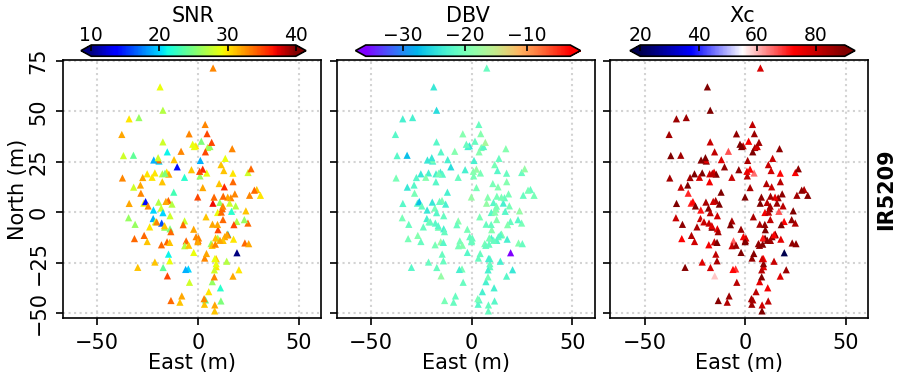 SNR DBV Xc
10 20 30 40 −30 −20 −10 20 40 60 80
75
50
25
0
−25
−50
North (m)
IR5209
−50 0 50 −50 0 50 −50 0 50
East (m) East (m) East (m)